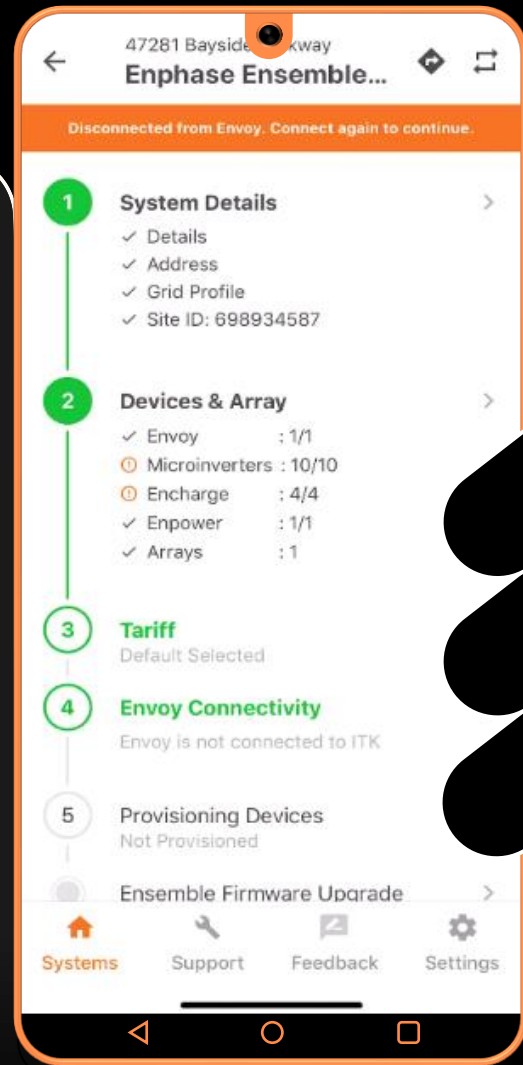 47281 Bayside kway
Enphase Ensemble...
Disconnected from Envoy. Connect again to continue.
1 System Details
Details
Address
Grid Profile
Site ID: 698934587
2 Devices & Array
Envoy : 1/1
Microinverters : 10/10
Encharge : 4/4
Enpower : 1/1
Arrays : 1
3 Tariff
Default Selected
4 Envoy Connectivity
Envoy is not connected to ITK
5 Provisioning Devices
Not Provisioned
Ensemble Firmware Upgrade
Systems Support Feedback Settings